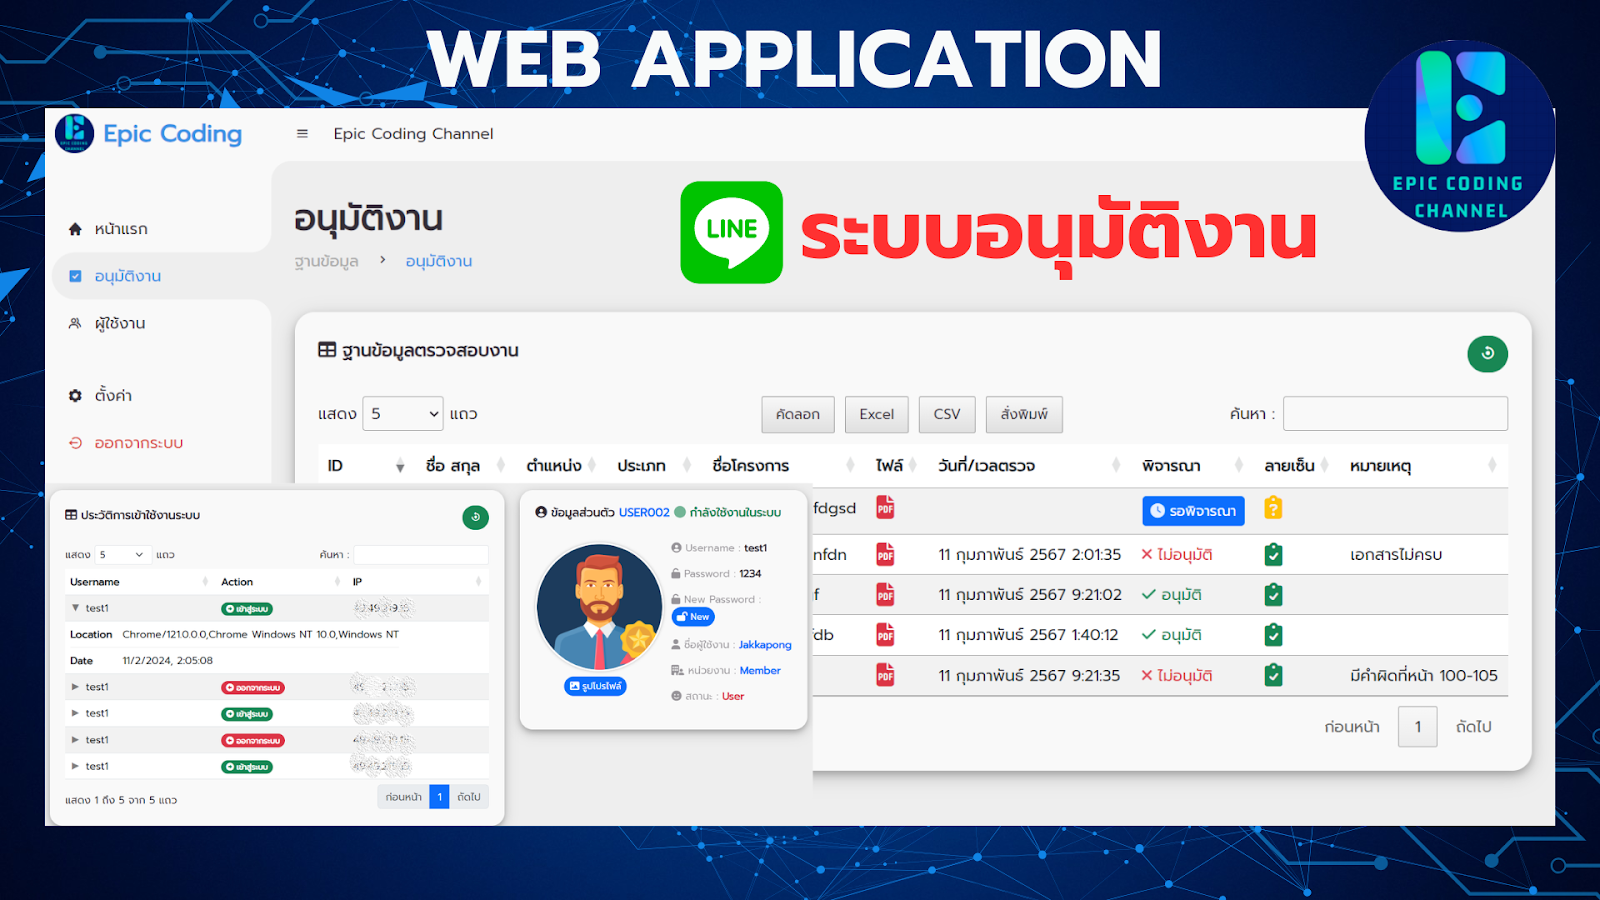 WEB APPLICATION
EPIC CODING
CHANNEL
Epic Coding
Epic Coding Channel
หน้าแรก
อนุมัติงาน
ผู้ใช้งาน
ตั้งค่า
ออกจากระบบ
อนุมัติงาน
ฐานข้อมูล > อนุมัติงาน
LINE
ระบบอนุมัติงาน
ฐานข้อมูลตรวจสอบงาน
แสดง 5 แถว
คัดลอก Excel CSV สั่งพิมพ์
ค้นหา :
ID ชื่อ สกุล ตำแหน่ง ประเภท ชื่อโครงการ ไฟล์ วันที่/เวลตรวจ พิจารณา ลายเซ็น หมายเหตุ
fdgsd PDF รอพิจารณา
nfdn PDF 11 กุมภาพันธ์ 2567 2:01:35 ไม่อนุมัติ เอกสารไม่ครบ
f PDF 11 กุมภาพันธ์ 2567 9:21:02 อนุมัติ
fdb PDF 11 กุมภาพันธ์ 2567 1:40:12 อนุมัติ
PDF 11 กุมภาพันธ์ 2567 9:21:35 ไม่อนุมัติ มีคำผิดที่หน้า 100-105
ก่อนหน้า 1 ถัดไป
ประวัติการเข้าใช้งานระบบ
แสดง 5 แถว
ค้นหา :
Username Action IP
test1 เข้าสู่ระบบ
Location Chrome/121.0.0.0,Chrome Windows NT 10.0,Windows NT
Date 11/2/2024, 2:05:08
test1 ออกจากระบบ
test1 เข้าสู่ระบบ
test1 ออกจากระบบ
test1 เข้าสู่ระบบ
แสดง 1 ถึง 5 จาก 5 แถว
ก่อนหน้า 1 ถัดไป
ข้อมูลส่วนตัว USER002 กำลังใช้งานในระบบ
Username : test1
Password : 1234
New Password :
New
ชื่อผู้ใช้งาน : Jakkapong
หน่วยงาน : Member
สถานะ : User
รูปโปรไฟล์